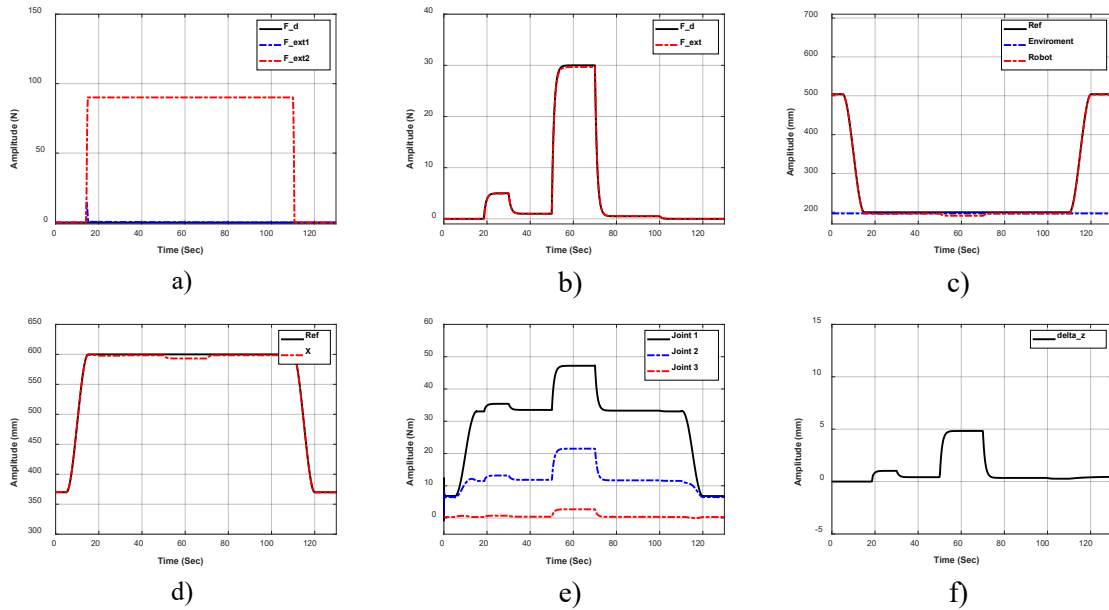 150
100
50
0
Amplitude (N)
F_d
F_ext1
F_ext2
0 20 40 60 80 100 120
Time (Sec)
a)
40
30
20
10
0
Amplitude (N)
F_d
F_ext
0 20 40 60 80 100 120
Time (Sec)
b)
700
600
500
400
300
200
Amplitude (mm)
Ref
Enviroment
Robot
0 20 40 60 80 100 120
Time (Sec)
c)
650
600
550
500
450
400
350
300
Amplitude (mm)
Ref
X
0 20 40 60 80 100 120
Time (Sec)
d)
60
50
40
30
20
10
0
Amplitude (Nm)
Joint 1
Joint 2
Joint 3
0 20 40 60 80 100 120
Time (Sec)
e)
15
10
5
0
-5
Amplitude (mm)
delta_z
0 20 40 60 80 100 120
Time (Sec)
f)